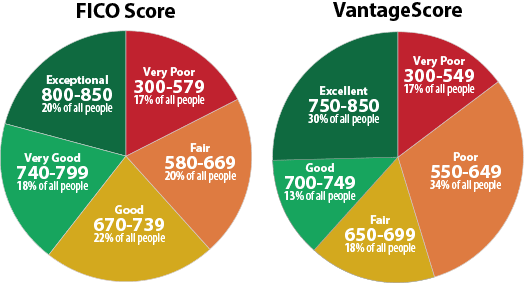 FICO Score
Exceptional
800-850
20% of all people
Very Poor
300-579
17% of all people
Fair
580-669
20% of all people
Good
670-739
22% of all people
Very Good
740-799
18% of all people
VantageScore
Excellent
750-850
30% of all people
Very Poor
300-549
17% of all people
Poor
550-649
34% of all people
Fair
650-699
18% of all people
Good
700-749
13% of all people